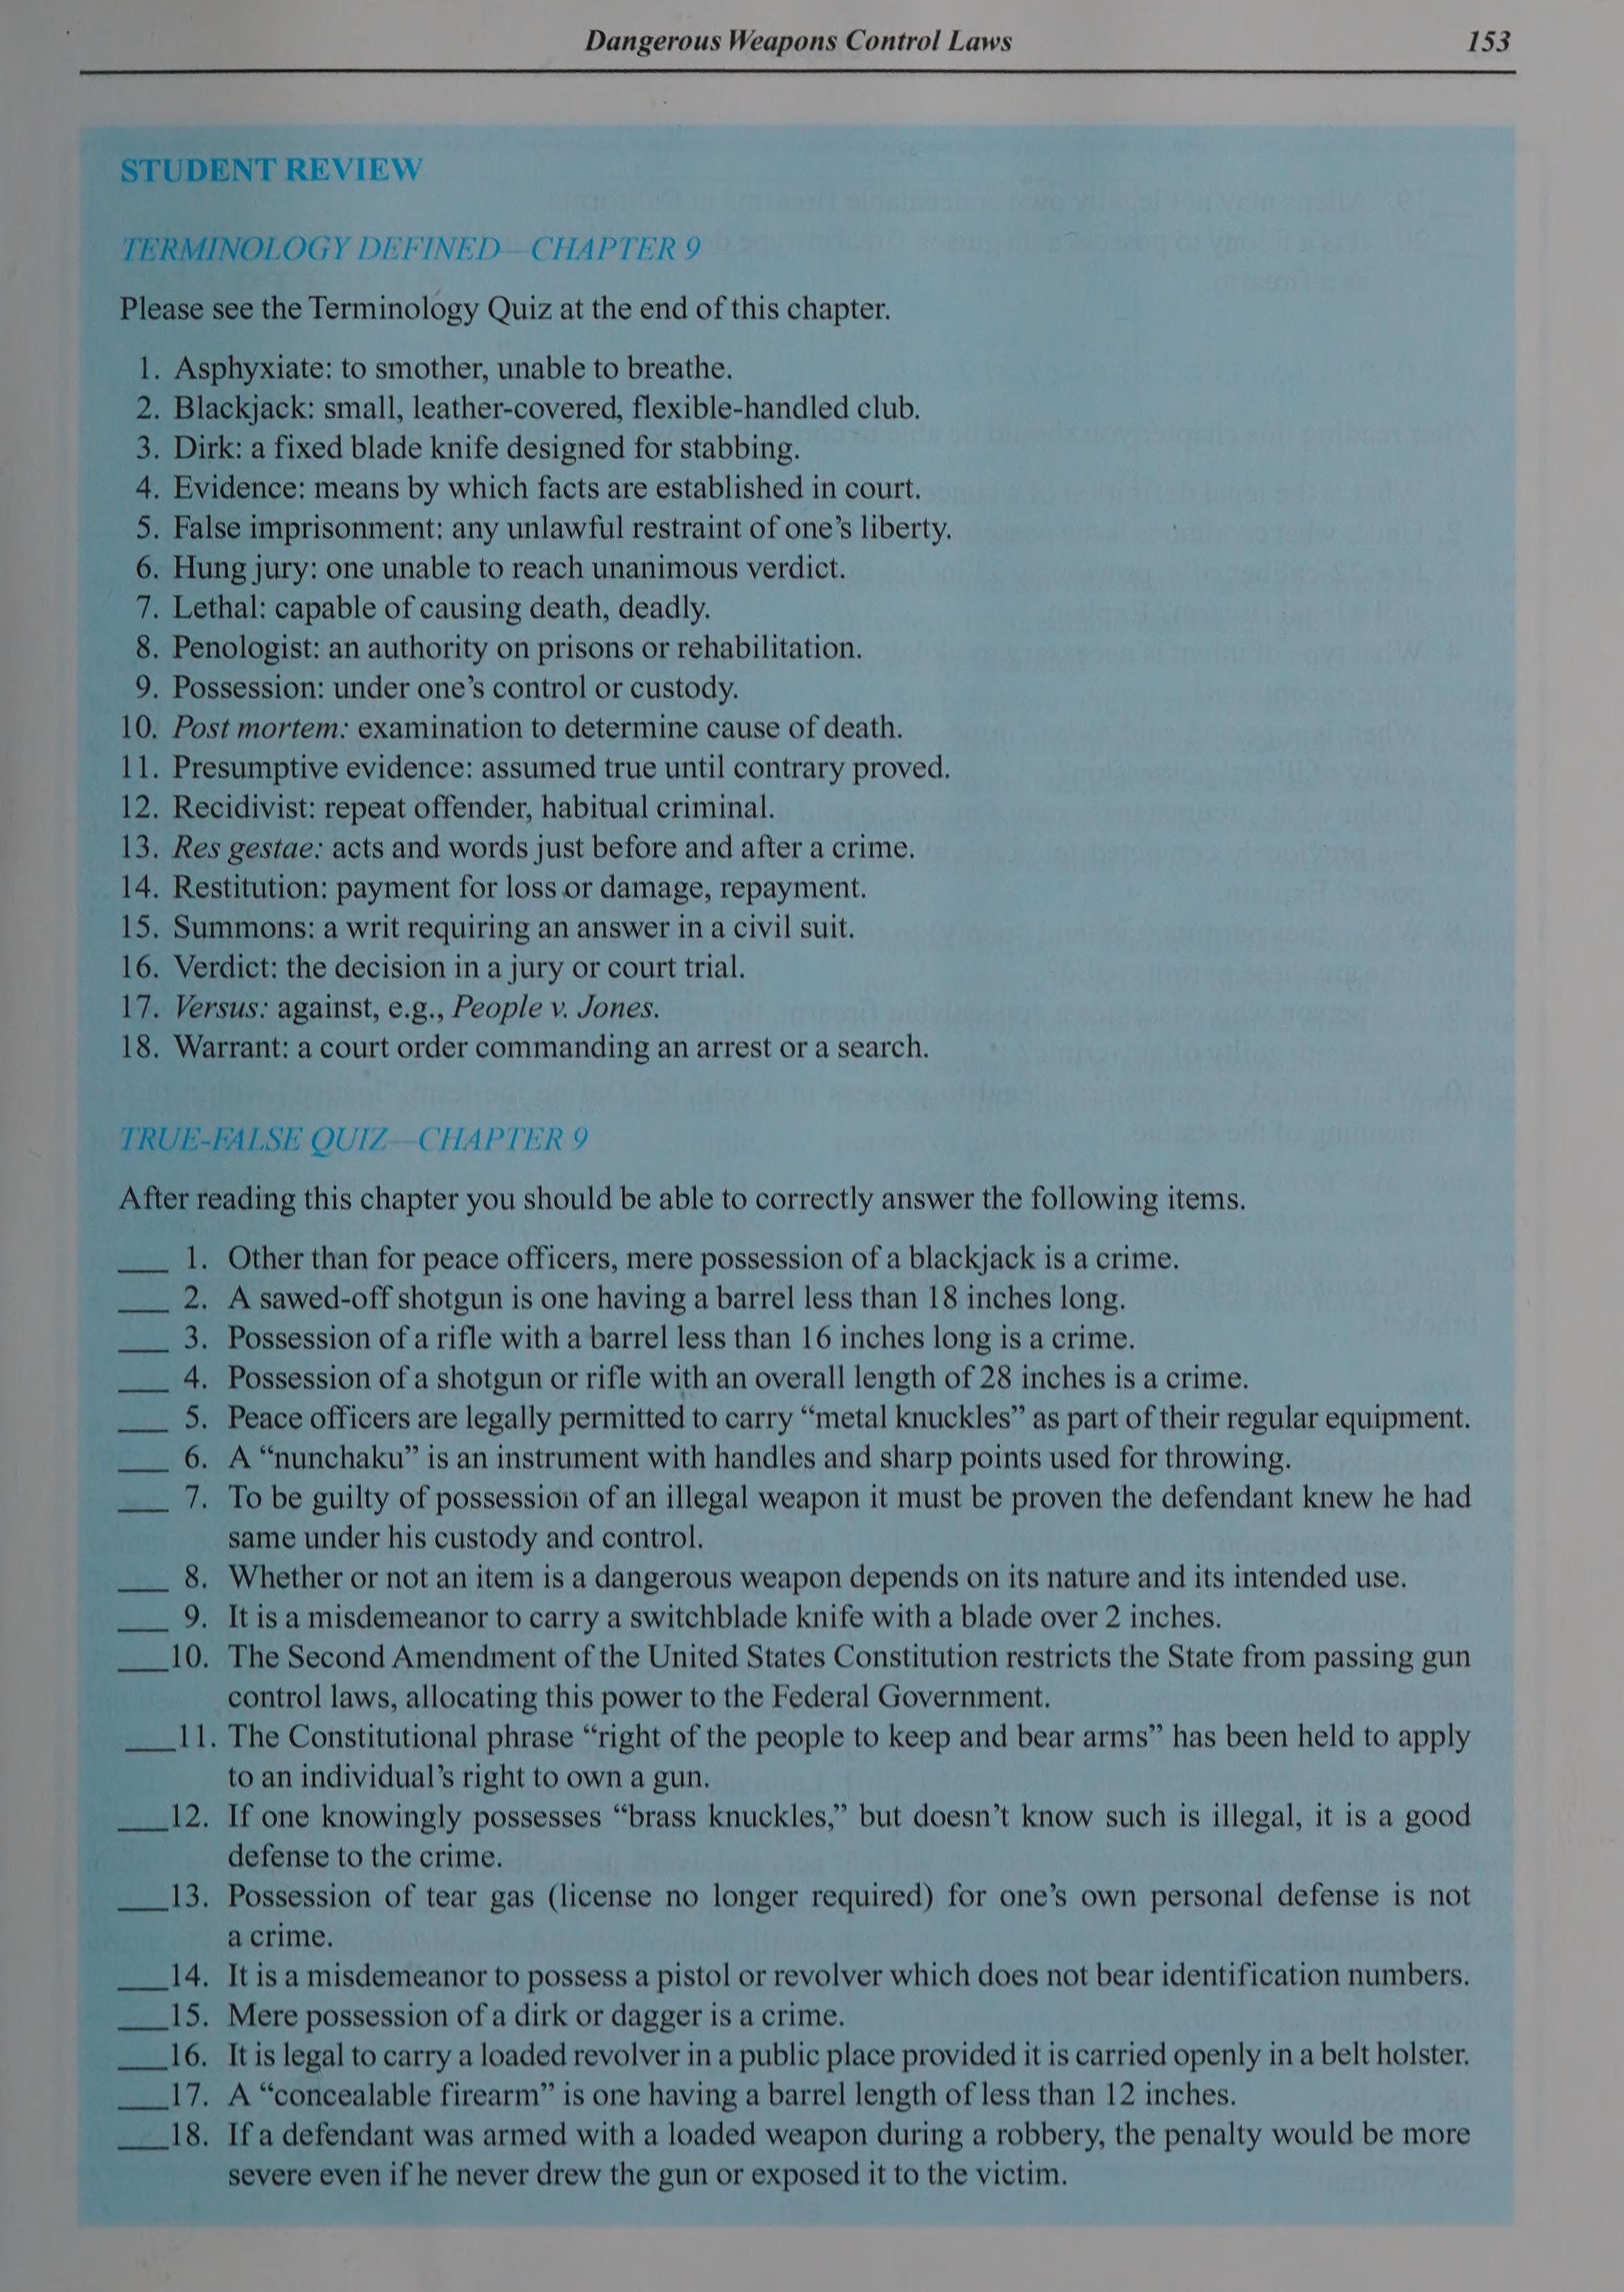 Dangerous Weapons Control Laws 153
STUDENT REVIEW
TERMINOLOGY DEFINED—CHAPTER 9
Please see the Terminology Quiz at the end of this chapter.
1. Asphyxiate: to smother, unable to breathe.
2. Blackjack: small, leather-covered, flexible-handled club.
3. Dirk: a fixed blade knife designed for stabbing.
4. Evidence: means by which facts are established in court.
5. False imprisonment: any unlawful restraint of one's liberty.
6. Hung jury: one unable to reach unanimous verdict.
7. Lethal: capable of causing death, deadly.
8. Penologist: an authority on prisons or rehabilitation.
9. Possession: under one's control or custody.
10. Post mortem: examination to determine cause of death.
11. Presumptive evidence: assumed true until contrary proved.
12. Recidivist: repeat offender, habitual criminal.
13. Res gestae: acts and words just before and after a crime.
14. Restitution: payment for loss or damage, repayment.
15. Summons: a writ requiring an answer in a civil suit.
16. Verdict: the decision in a jury or court trial.
17. Versus: against, e.g., People v. Jones.
18. Warrant: a court order commanding an arrest or a search.
TRUE-FALSE QUIZ—CHAPTER 9
After reading this chapter you should be able to correctly answer the following items.
___ 1. Other than for peace officers, mere possession of a blackjack is a crime.
___ 2. A sawed-off shotgun is one having a barrel less than 18 inches long.
___ 3. Possession of a rifle with a barrel less than 16 inches long is a crime.
___ 4. Possession of a shotgun or rifle with an overall length of 28 inches is a crime.
___ 5. Peace officers are legally permitted to carry “metal knuckles” as part of their regular equipment.
___ 6. A “nunchaku” is an instrument with handles and sharp points used for throwing.
___ 7. To be guilty of possession of an illegal weapon it must be proven the defendant knew he had
same under his custody and control.
___ 8. Whether or not an item is a dangerous weapon depends on its nature and its intended use.
___ 9. It is a misdemeanor to carry a switchblade knife with a blade over 2 inches.
___10. The Second Amendment of the United States Constitution restricts the State from passing gun
control laws, allocating this power to the Federal Government.
___11. The Constitutional phrase “right of the people to keep and bear arms” has been held to apply
to an individual's right to own a gun.
___12. If one knowingly possesses “brass knuckles,” but doesn't know such is illegal, it is a good
defense to the crime.
___13. Possession of tear gas (license no longer required) for one's own personal defense is not
a crime.
___14. It is a misdemeanor to possess a pistol or revolver which does not bear identification numbers.
___15. Mere possession of a dirk or dagger is a crime.
___16. It is legal to carry a loaded revolver in a public place provided it is carried openly in a belt holster.
___17. A “concealable firearm” is one having a barrel length of less than 12 inches.
___18. If a defendant was armed with a loaded weapon during a robbery, the penalty would be more
severe even if he never drew the gun or exposed it to the victim.